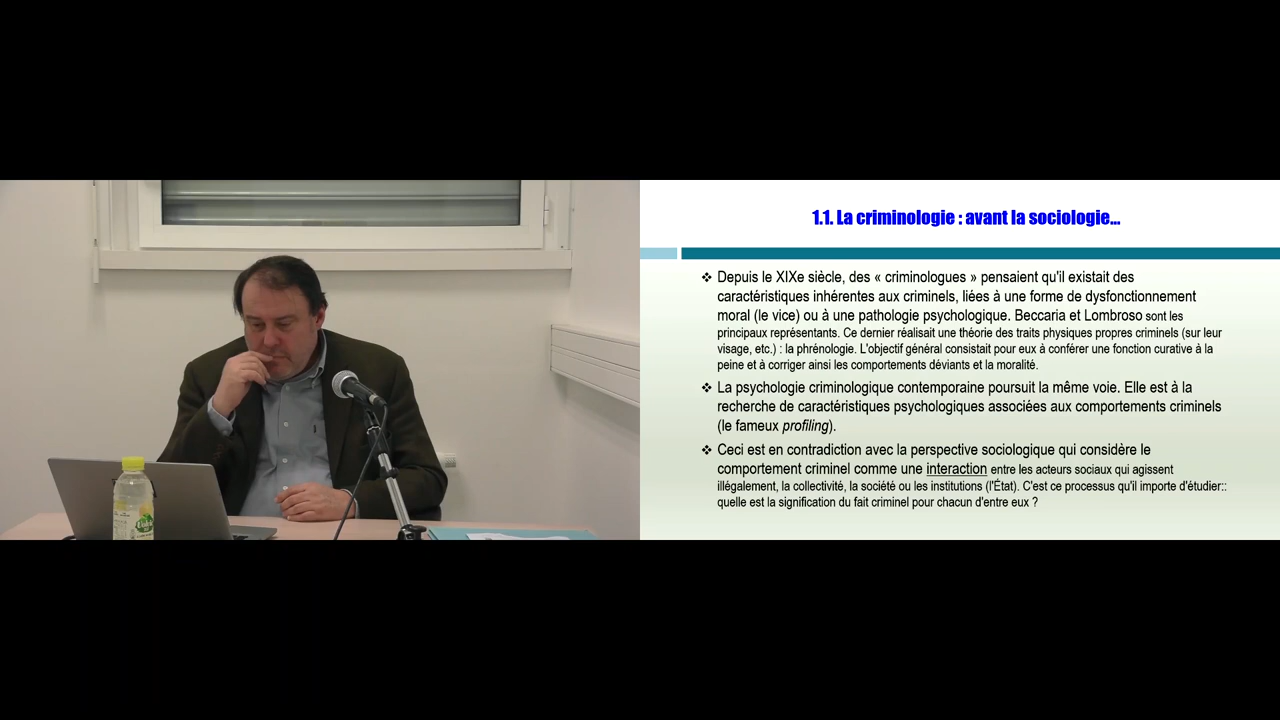 1.1. La criminologie : avant la sociologie...
❖ Depuis le XIXe siècle, des « criminologues » pensaient qu'il existait des
caractéristiques inhérentes aux criminels, liées à une forme de dysfonctionnement
moral (le vice) ou à une pathologie psychologique. Beccaria et Lombroso sont les
principaux représentants. Ce dernier réalisait une théorie des traits physiques propres criminels (sur leur
visage, etc.) : la phrénologie. L'objectif général consistait pour eux à conférer une fonction curative à la
peine et à corriger ainsi les comportements déviants et la moralité.
❖ La psychologie criminologique contemporaine poursuit la même voie. Elle est à la
recherche de caractéristiques psychologiques associées aux comportements criminels
(le fameux profiling).
❖ Ceci est en contradiction avec la perspective sociologique qui considère le
comportement criminel comme une interaction entre les acteurs sociaux qui agissent
illégalement, la collectivité, la société ou les institutions (l'État). C'est ce processus qu'il importe d'étudier::
quelle est la signification du fait criminel pour chacun d'entre eux ?